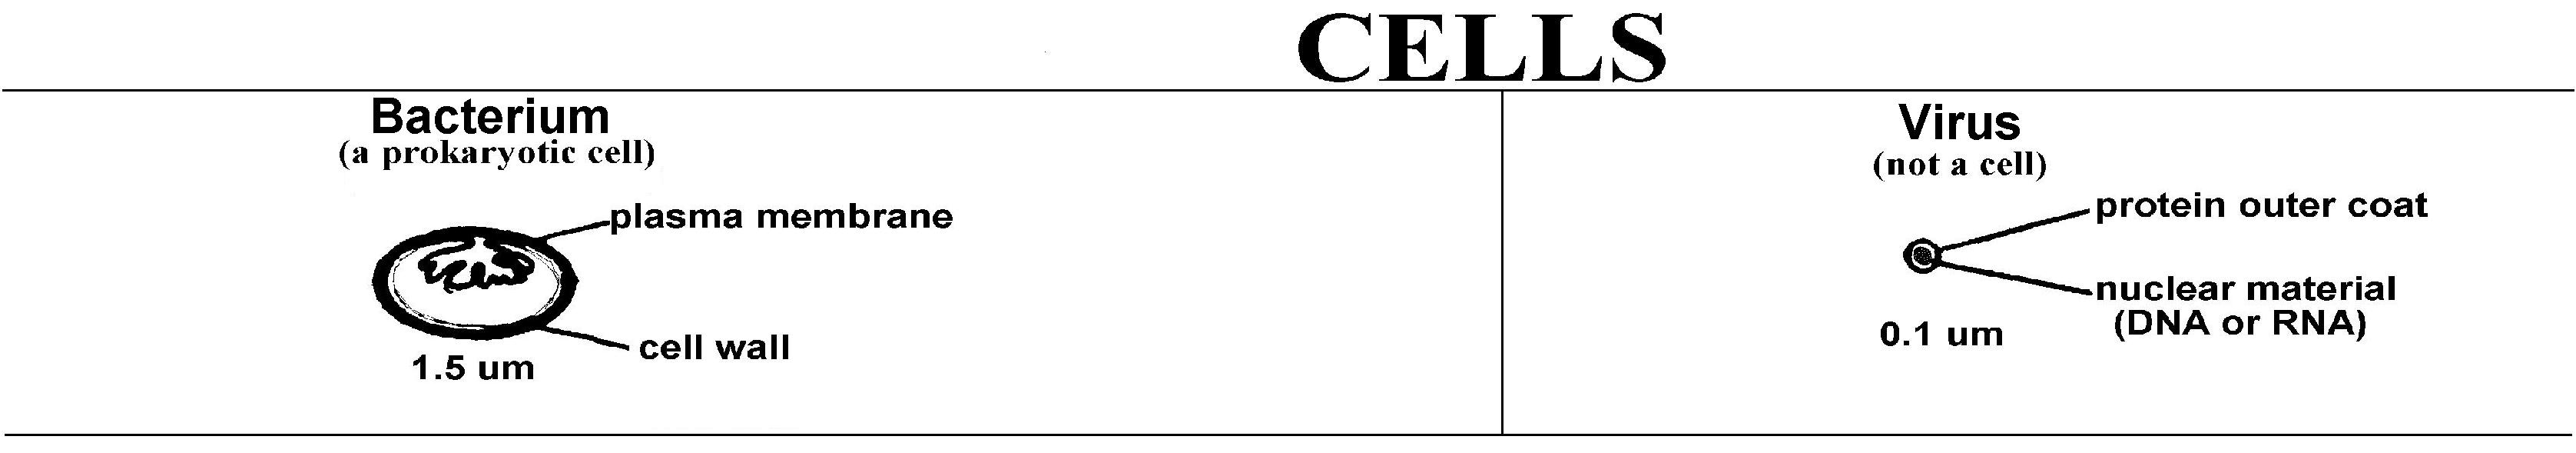 CELLS
Bacterium
(a prokaryotic cell)
plasma membrane
cell wall
1.5 um
Virus
(not a cell)
protein outer coat
nuclear material
(DNA or RNA)
0.1 um